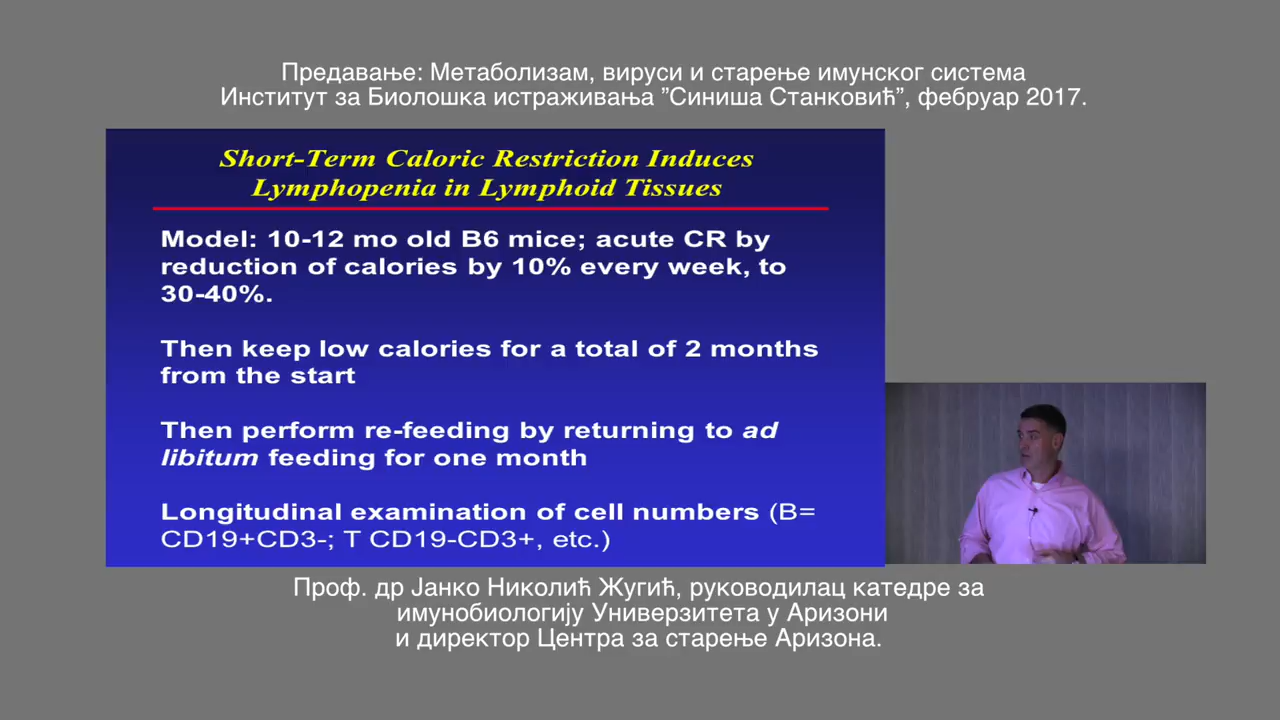 Предавање: Метаболизам, вируси и старење имунског система
Институт за Биолошка истраживања ”Синиша Станковић”, фебруар 2017.
Short-Term Caloric Restriction Induces
Lymphopenia in Lymphoid Tissues
Model: 10-12 mo old B6 mice; acute CR by
reduction of calories by 10% every week, to
30-40%.
Then keep low calories for a total of 2 months
from the start
Then perform re-feeding by returning to ad
libitum feeding for one month
Longitudinal examination of cell numbers (B=
CD19+CD3-; T CD19-CD3+, etc.)
Проф. др Јанко Николић Жугић, руководилац катедре за
имунобиологију Универзитета у Аризони
и директор Центра за старење Аризона.